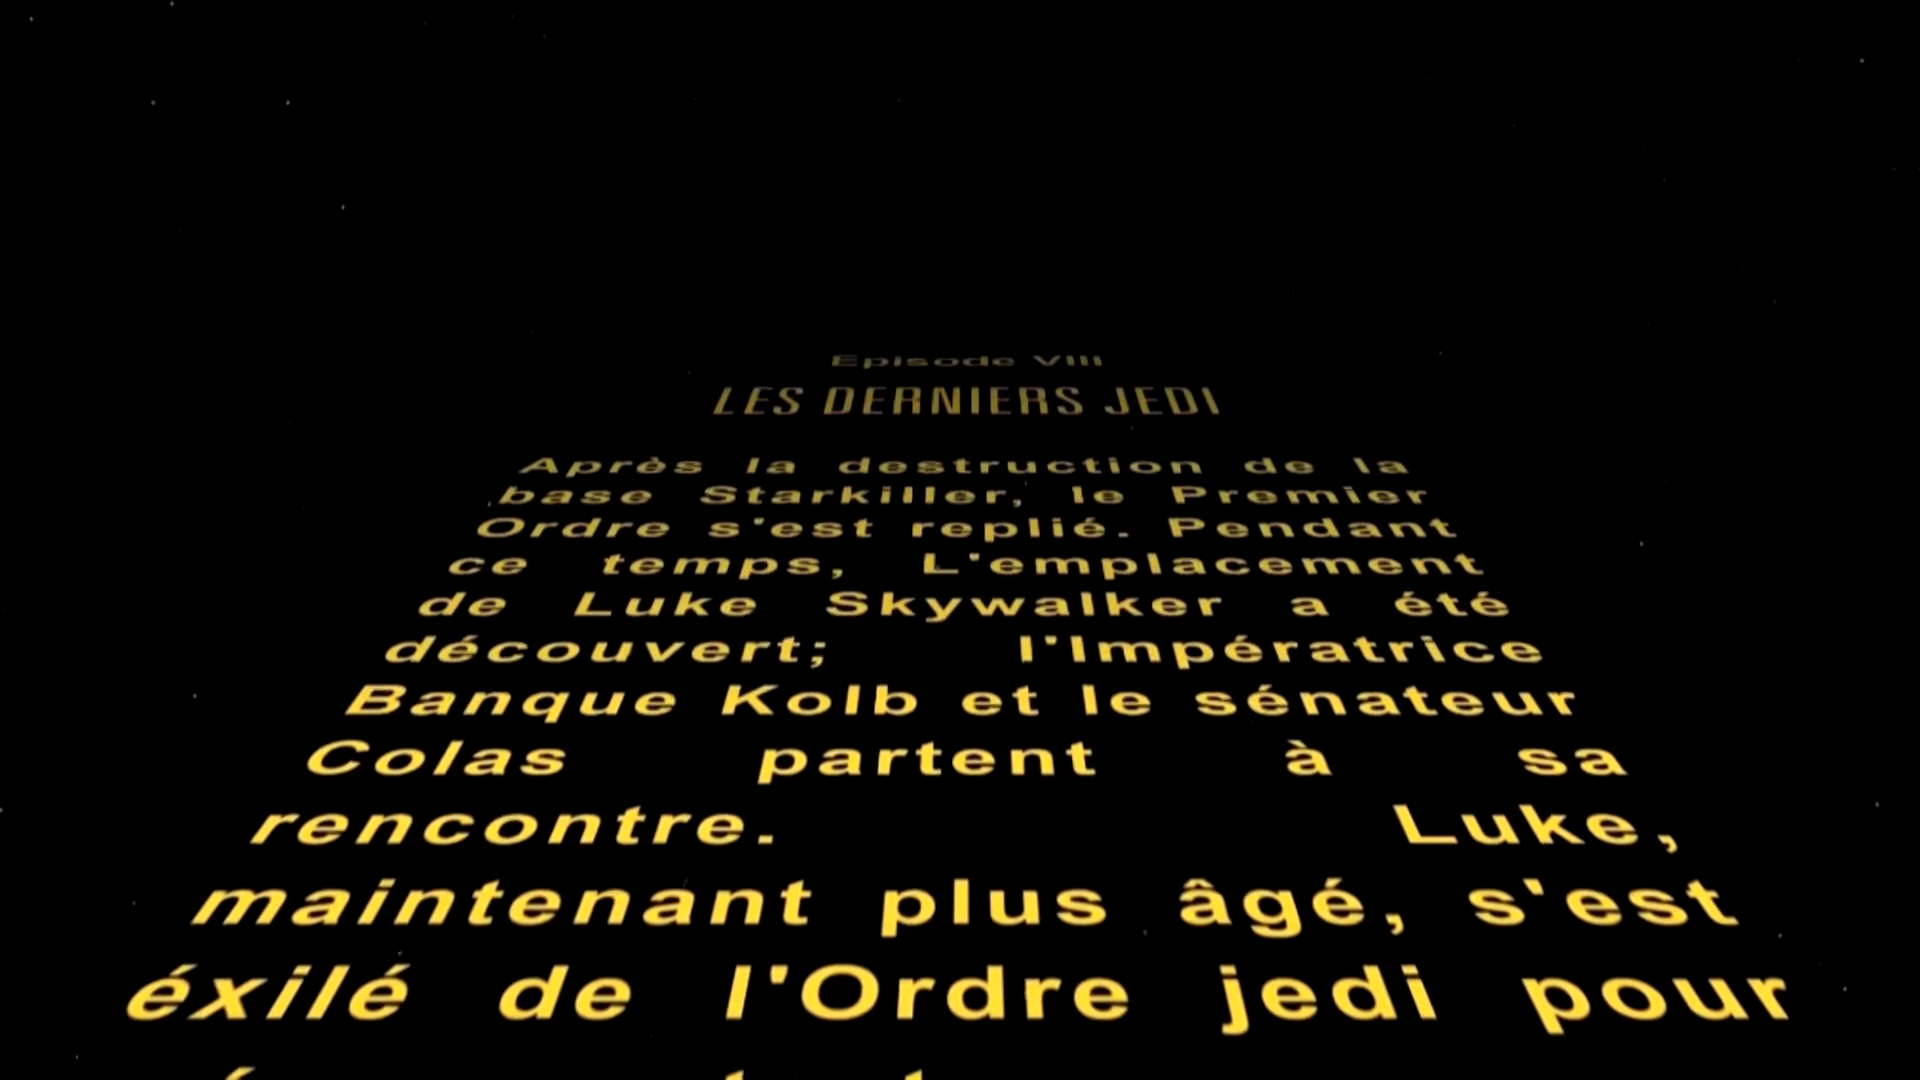 Episode VIII
LES DERNIERS JEDI
Après la destruction de la
base Starkiller, le Premier
Ordre s'est replié. Pendant
ce temps, L'emplacement
de Luke Skywalker a été
découvert; l'Impératrice
Banque Kolb et le sénateur
Colas partent à sa
rencontre. Luke,
maintenant plus âgé, s'est
éxilé de l'Ordre jedi pour